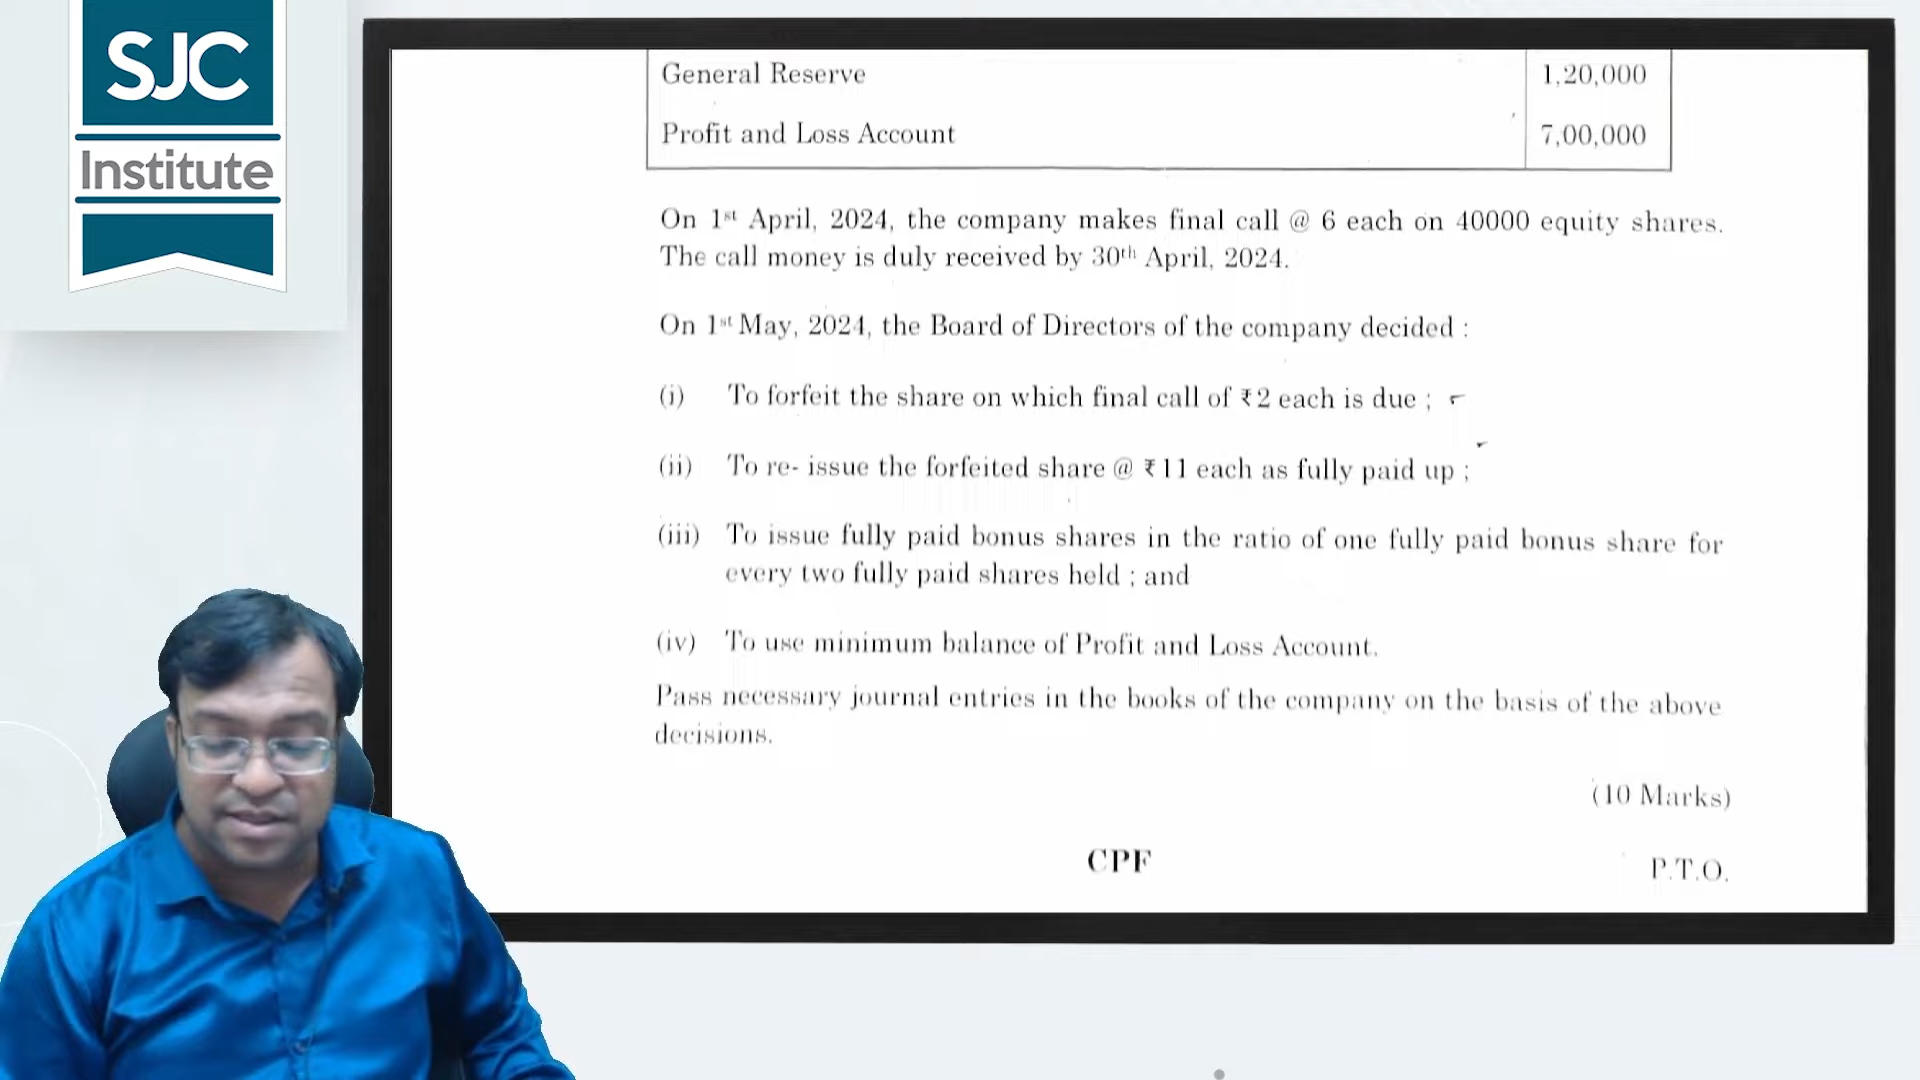 SJC
Institute
General Reserve 1,20,000
Profit and Loss Account 7,00,000
On 1st April, 2024, the company makes final call @ 6 each on 40000 equity shares.
The call money is duly received by 30th April, 2024.
On 1st May, 2024, the Board of Directors of the company decided :
(i) To forfeit the share on which final call of ₹2 each is due ;
(ii) To re- issue the forfeited share @ ₹11 each as fully paid up ;
(iii) To issue fully paid bonus shares in the ratio of one fully paid bonus share for
every two fully paid shares held ; and
(iv) To use minimum balance of Profit and Loss Account.
Pass necessary journal entries in the books of the company on the basis of the above
decisions.
(10 Marks)
CPF
P.T.O.